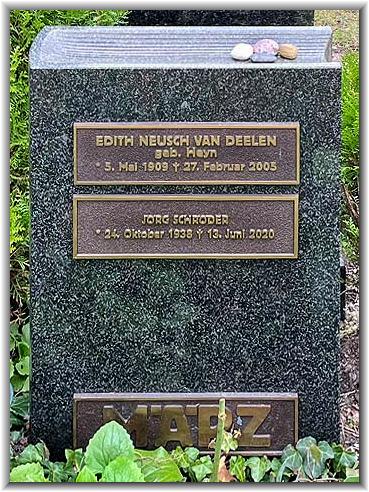 EDITH NEUSCH VAN DEELEN
geb. Heyn
* 5. Mai 1909 † 27. Februar 2005
JÖRG SCHRÖDER
* 24. Oktober 1938 † 13. Juni 2020
MÄRZ